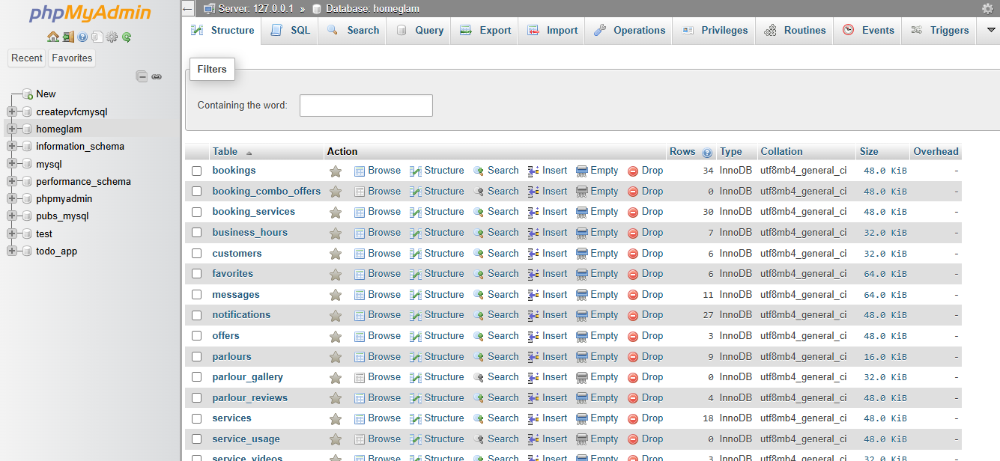 phpMyAdmin
Recent Favorites
New
createpvfcmysql
homeglam
information_schema
mysql
performance_schema
phpmyadmin
pubs_mysql
test
todo_app
Server: 127.0.0.1 » Database: homeglam
Structure SQL Search Query Export Import Operations Privileges Routines Events Triggers
Filters
Containing the word:
Table Action Rows Type Collation Size Overhead
bookings Browse Structure Search Insert Empty Drop 34 InnoDB utf8mb4_general_ci 48.0 KiB -
booking_combo_offers Browse Structure Search Insert Empty Drop 0 InnoDB utf8mb4_general_ci 48.0 KiB -
booking_services Browse Structure Search Insert Empty Drop 30 InnoDB utf8mb4_general_ci 48.0 KiB -
business_hours Browse Structure Search Insert Empty Drop 7 InnoDB utf8mb4_general_ci 32.0 KiB -
customers Browse Structure Search Insert Empty Drop 6 InnoDB utf8mb4_general_ci 32.0 KiB -
favorites Browse Structure Search Insert Empty Drop 6 InnoDB utf8mb4_general_ci 64.0 KiB -
messages Browse Structure Search Insert Empty Drop 11 InnoDB utf8mb4_general_ci 64.0 KiB -
notifications Browse Structure Search Insert Empty Drop 27 InnoDB utf8mb4_general_ci 48.0 KiB -
offers Browse Structure Search Insert Empty Drop 3 InnoDB utf8mb4_general_ci 48.0 KiB -
parlours Browse Structure Search Insert Empty Drop 9 InnoDB utf8mb4_general_ci 16.0 KiB -
parlour_gallery Browse Structure Search Insert Empty Drop 0 InnoDB utf8mb4_general_ci 32.0 KiB -
parlour_reviews Browse Structure Search Insert Empty Drop 4 InnoDB utf8mb4_general_ci 48.0 KiB -
services Browse Structure Search Insert Empty Drop 18 InnoDB utf8mb4_general_ci 48.0 KiB -
service_usage Browse Structure Search Insert Empty Drop 0 InnoDB utf8mb4_general_ci 48.0 KiB -
service_videos Browse Structure Search Insert Empty Drop 3 InnoDB utf8mb4_general_ci 32.0 KiB -